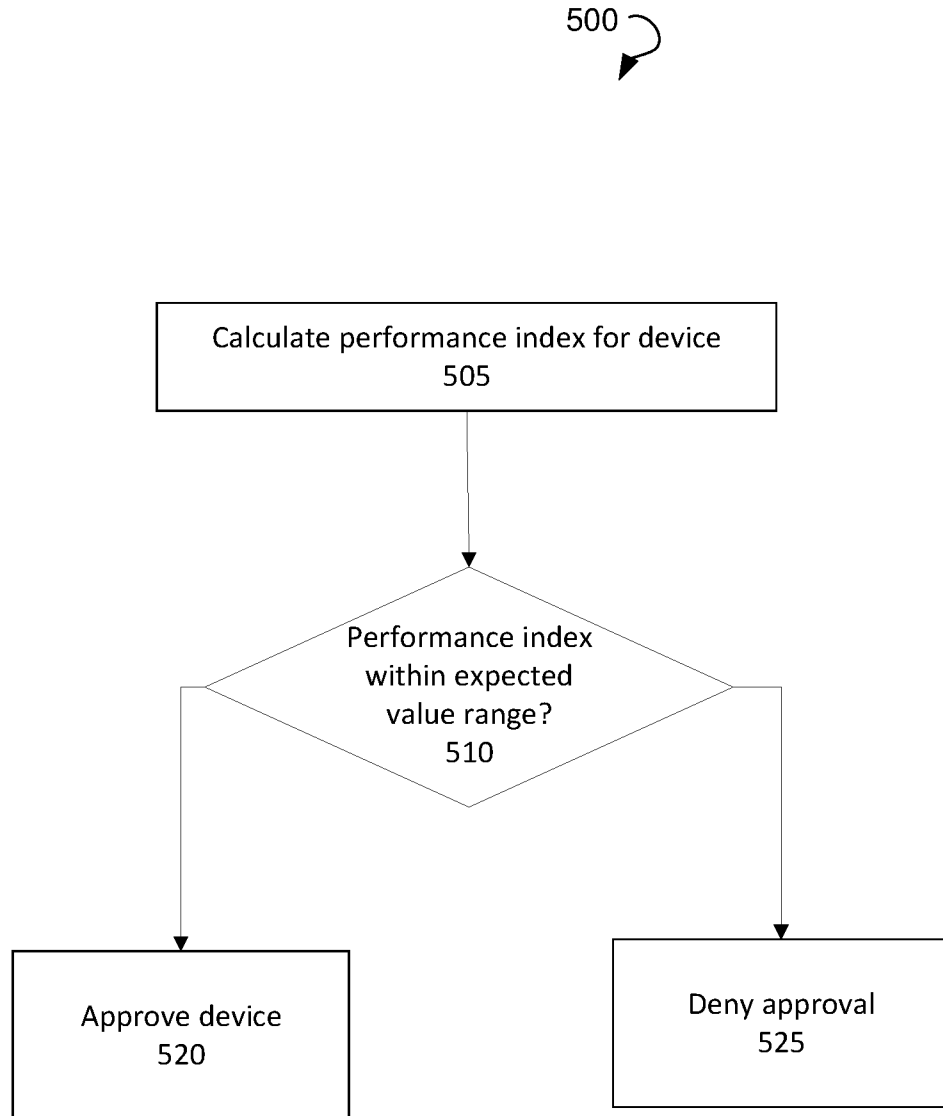 500
Calculate performance index for device
505
Performance index
within expected
value range?
510
Approve device
520
Deny approval
525